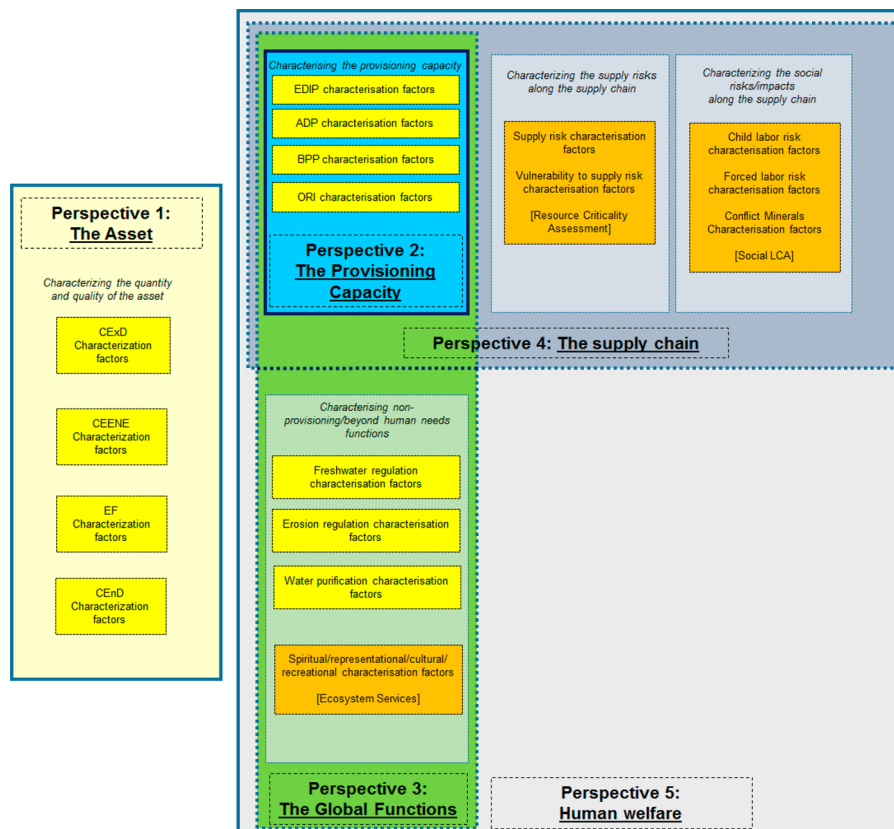 Perspective 1:
The Asset
Characterizing the quantity
and quality of the asset
CExD
Characterization
factors
CEENE
Characterization
factors
EF
Characterization
factors
CEnD
Characterization
factors
Characterising the provisioning capacity
EDIP characterisation factors
ADP characterisation factors
BPP characterisation factors
ORI characterisation factors
Perspective 2:
The Provisioning
Capacity
Characterizing the supply risks
along the supply chain
Supply risk characterisation
factors
Vulnerability to supply risk
characterisation factors
[Resource Criticality
Assessment]
Characterizing the social
risks/impacts
along the supply chain
Child labor risk
characterisation factors
Forced labor risk
characterisation factors
Conflict Minerals
Characterisation factors
[Social LCA]
Perspective 4: The supply chain
Characterising non-
provisioning/beyond human needs
functions
Freshwater regulation
characterisation factors
Erosion regulation characterisation
factors
Water purification characterisation
factors
Spiritual/representational/cultural/
recreational characterisation factors
[Ecosystem Services]
Perspective 3:
The Global Functions
Perspective 5:
Human welfare